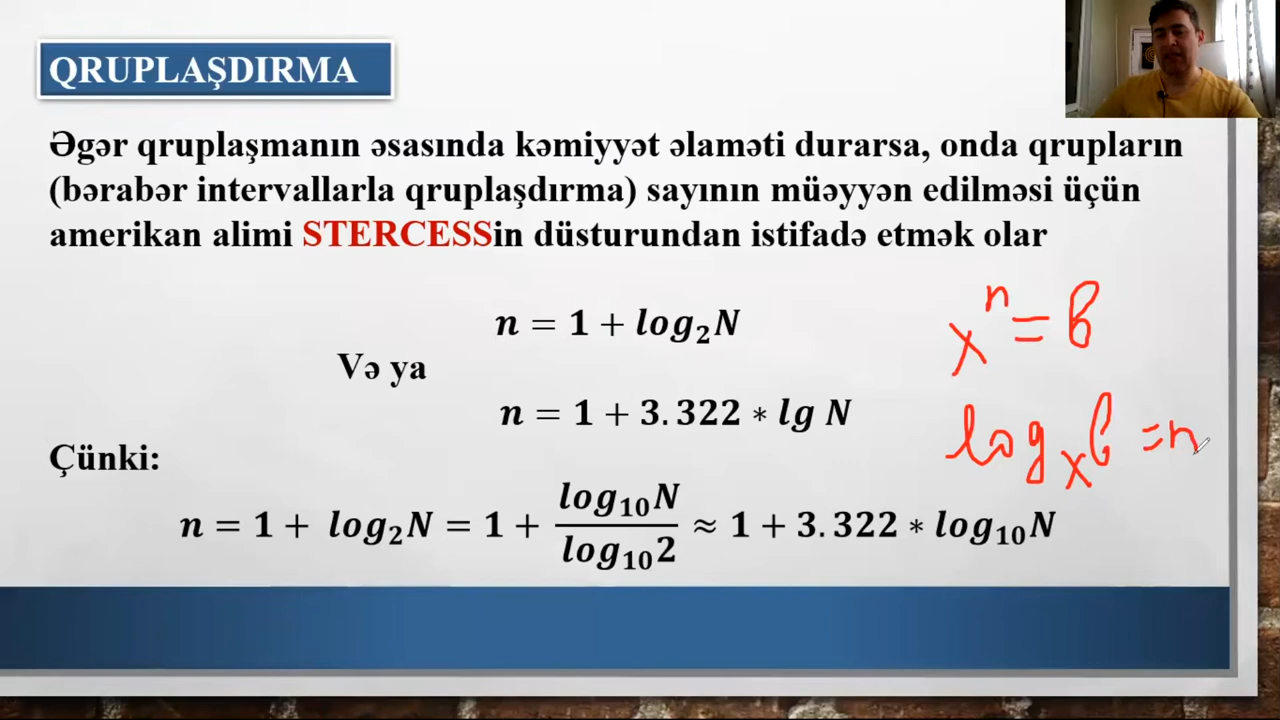 QRUPLAŞDIRMA
Əgər qruplaşmanın əsasında kəmiyyət əlaməti durarsa, onda qrupların
(bərabər intervallarla qruplaşdırma) sayının müəyyən edilməsi üçün
amerikan alimi STERCESSin düsturundan istifadə etmək olar
n = 1 + log₂N
Və ya
n = 1 + 3.322 * lg N
Çünki:
n = 1 + log₂N = 1 + log₁₀N / log₁₀2 ≈ 1 + 3.322 * log₁₀N
xⁿ = b
logₓb = n